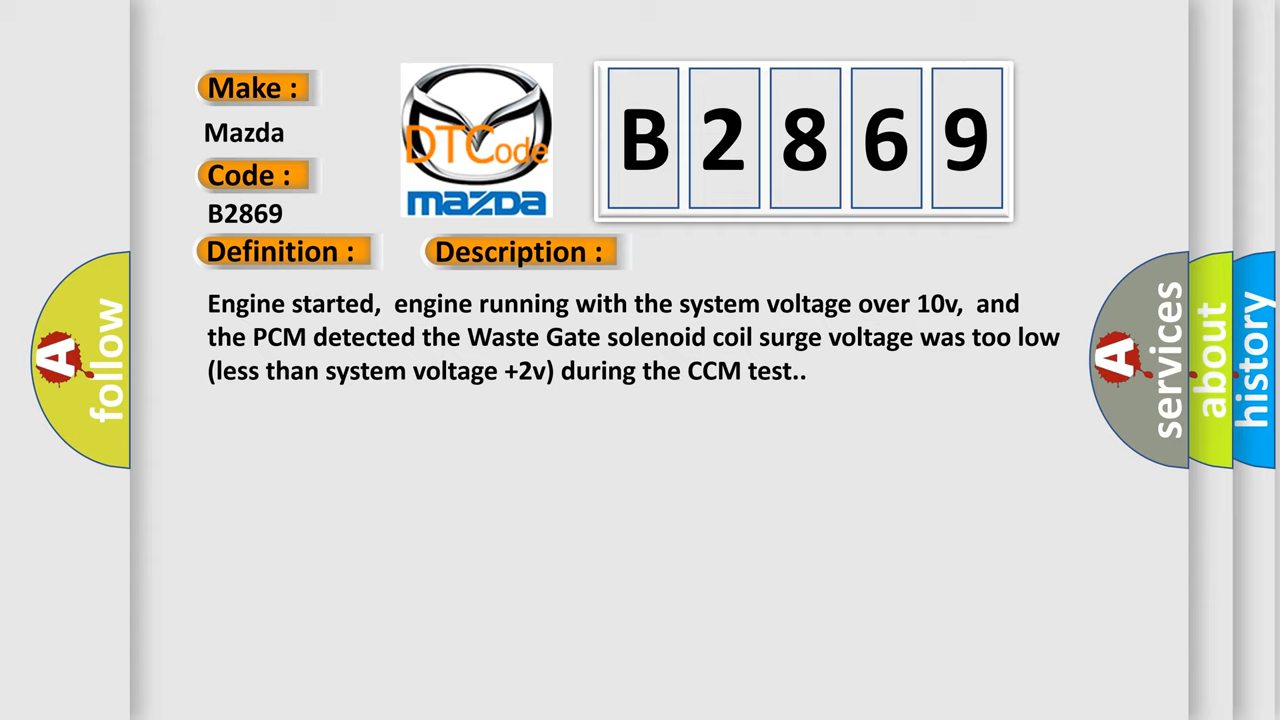 Make :
Mazda
Code :
B2869
Definition :
Description :
DTCode
mazda
B 2 8 6 9
Engine started, engine running with the system voltage over 10v, and
the PCM detected the Waste Gate solenoid coil surge voltage was too low
(less than system voltage +2v) during the CCM test..
A
follow
A
services
about
history